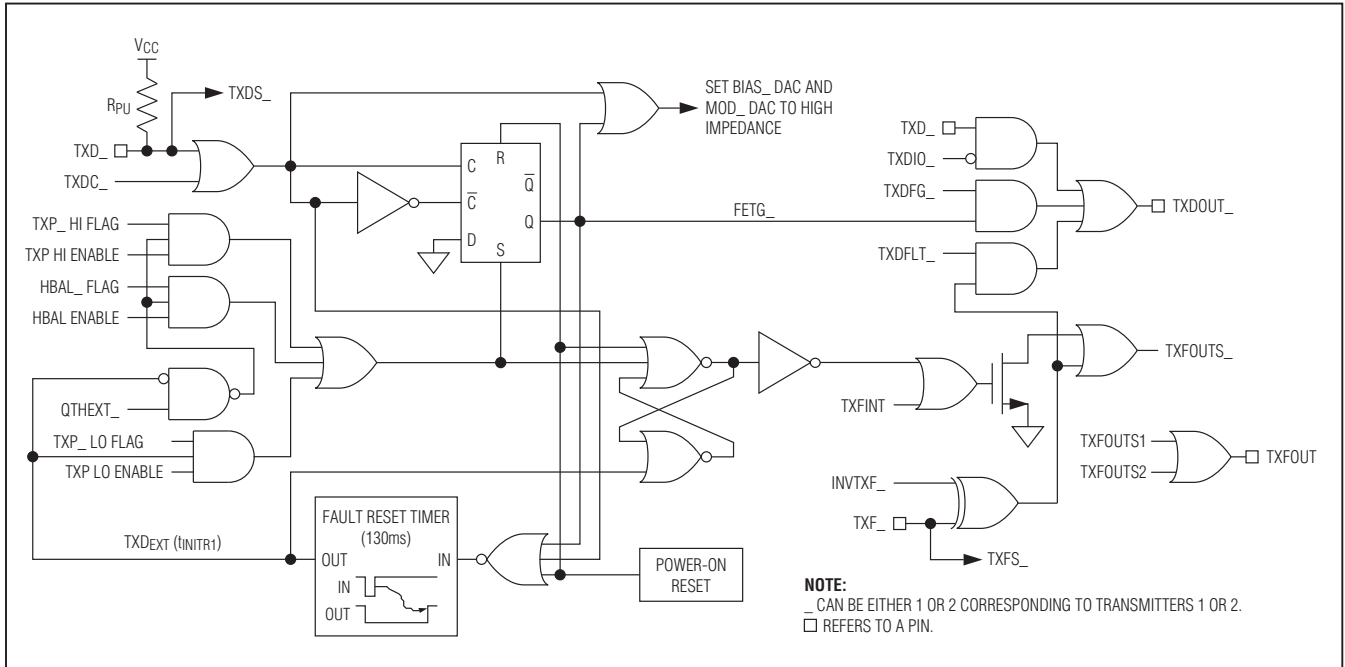 VCC
RPU
TXDS_
TXD_
TXDC_
SET BIAS_ DAC AND
MOD_ DAC TO HIGH
IMPEDANCE
C
R
Q
C
Q
D
S
TXP_ HI FLAG
TXP HI ENABLE
HBAL_ FLAG
HBAL ENABLE
QTHEXT_
TXP_ LO FLAG
TXP LO ENABLE
FETG_
TXD_
TXDIO_
TXDFG_
TXDFLT_
TXDOUT_
TXFINT
TXFOUTS_
TXFOUTS1
TXFOUTS2
TXFOUT
INVTXF_
TXF_
TXFS_
TXDEXT (tINITR1)
FAULT RESET TIMER
(130ms)
OUT
IN
IN
OUT
POWER-ON
RESET
NOTE:
_ CAN BE EITHER 1 OR 2 CORRESPONDING TO TRANSMITTERS 1 OR 2.
REFERS TO A PIN.